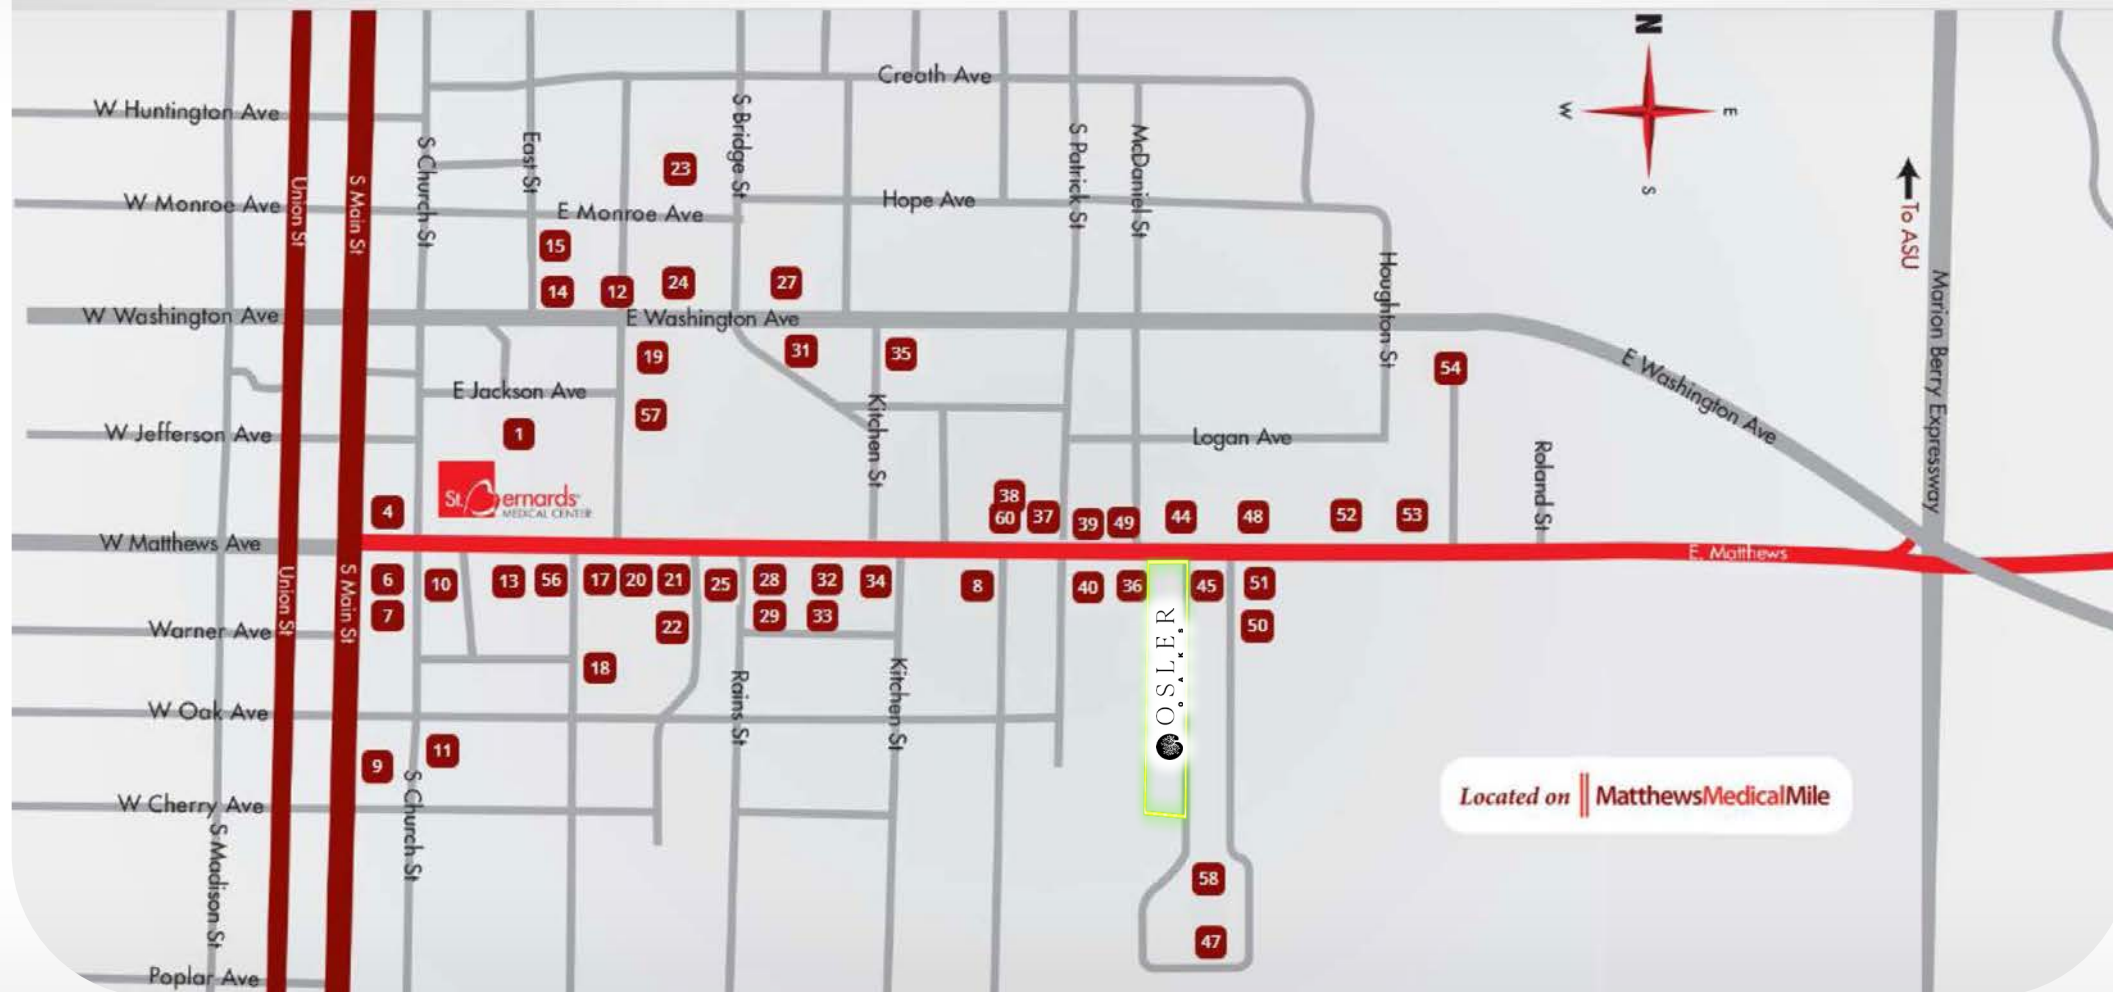 N
W
E
S
To ASU
Creath Ave
W Huntington Ave
S Church St
East St
S Bridge St
S Patrick St
McDaniel St
23
Union St
S Main St
W Monroe Ave
E Monroe Ave
Hope Ave
15
14
12
24
27
Houghton St
Marion Berry Expressway
W Washington Ave
E Washington Ave
E Washington Ave
19
31
35
54
E Jackson Ave
57
Kitchen St
W Jefferson Ave
1
Logan Ave
Roland St
St. Bernards
MEDICAL CENTER
4
38
60
37
39
49
44
48
52
53
W Matthews Ave
E. Matthews
Union St
S Main St
6
10
13
56
17
20
21
25
28
32
34
8
40
36
45
51
7
22
29
33
50
Warner Ave
18
OSLER
OAKS
Rains St
Kitchen St
W Oak Ave
9
11
S Church St
W Cherry Ave
S Madison St
Located on MatthewsMedicalMile
58
47
Poplar Ave